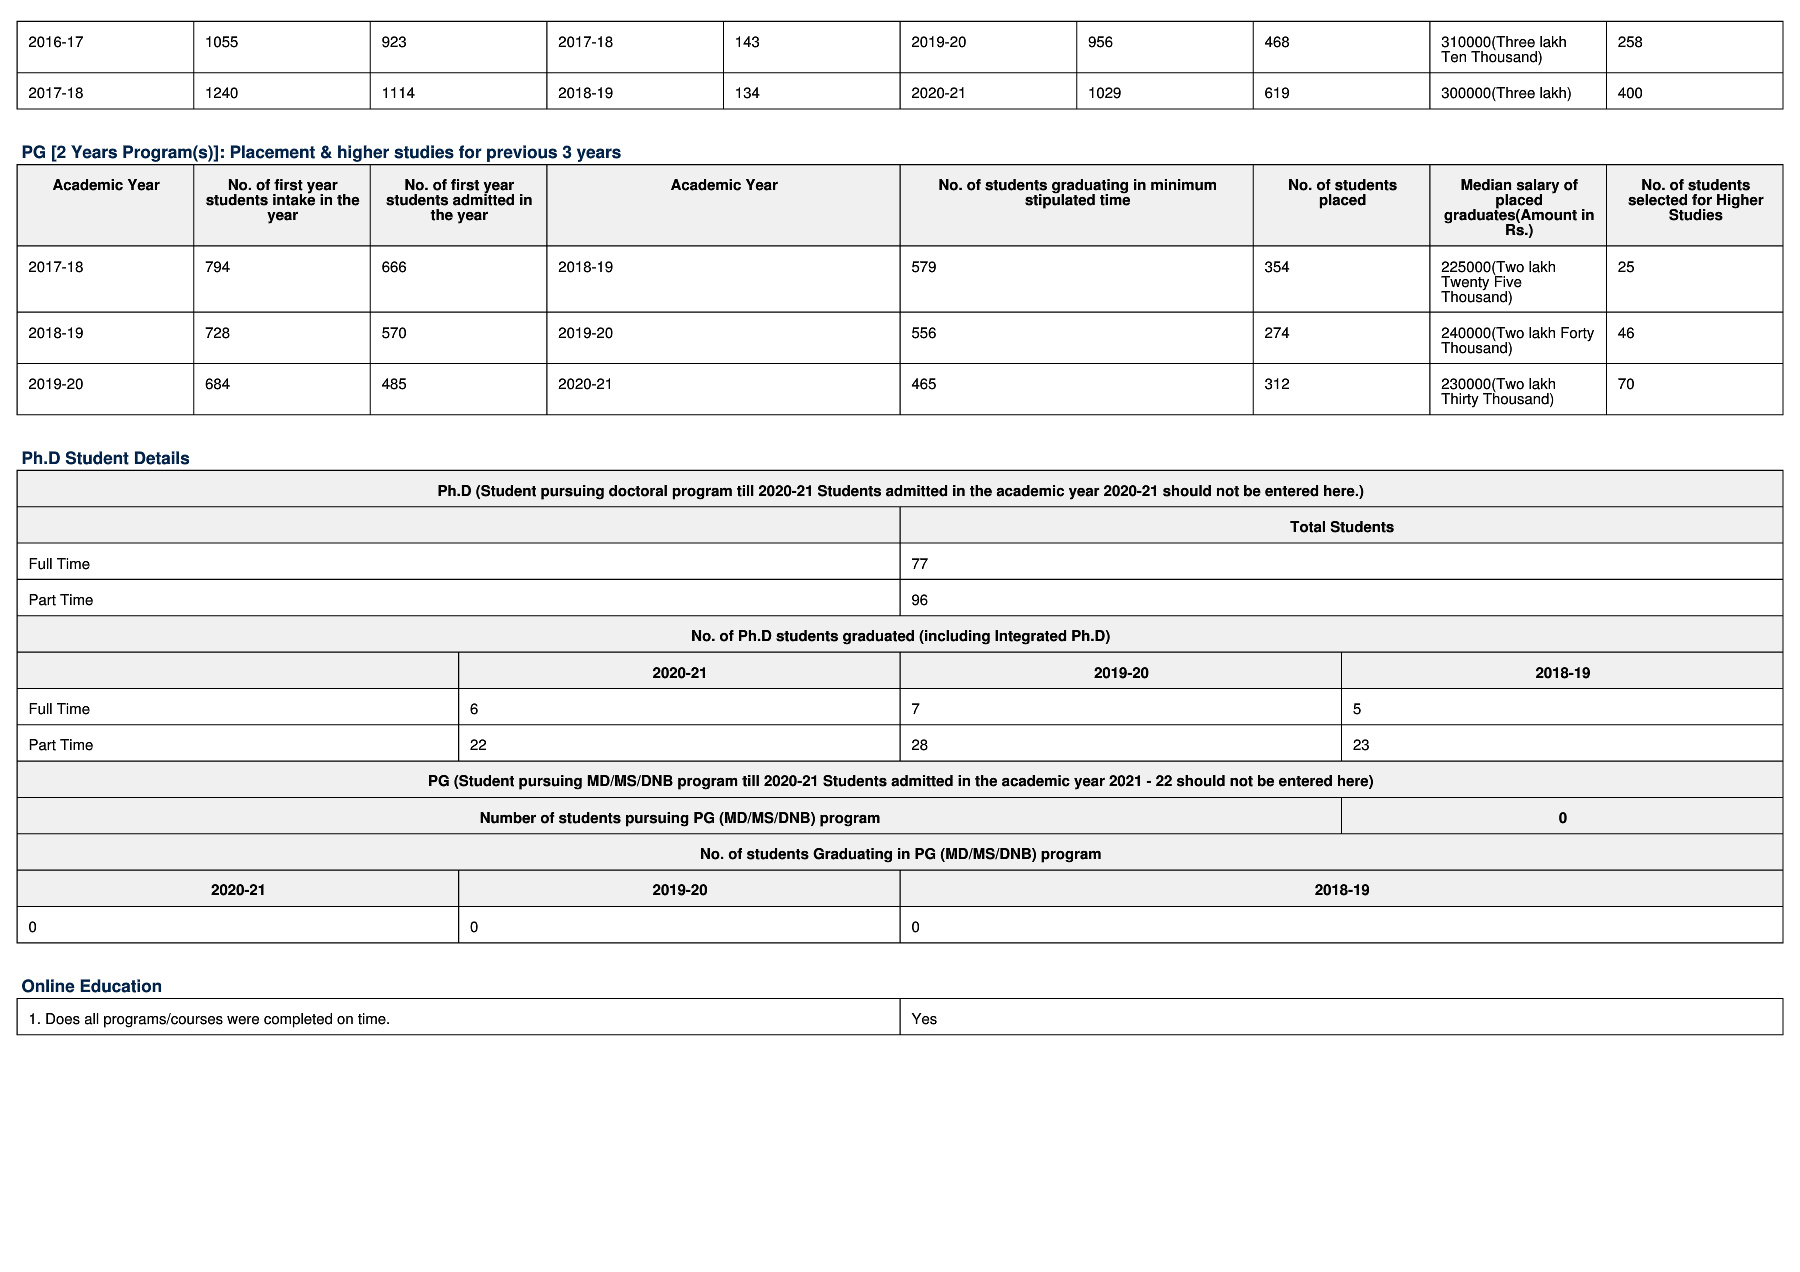 2016-17 1055 923 2017-18 143 2019-20 956 468 310000(Three lakh Ten Thousand) 258
2017-18 1240 1114 2018-19 134 2020-21 1029 619 300000(Three lakh) 400
PG [2 Years Program(s)]: Placement & higher studies for previous 3 years
Academic Year No. of first year students intake in the year No. of first year students admitted in the year Academic Year No. of students graduating in minimum stipulated time No. of students placed Median salary of placed graduates(Amount in Rs.) No. of students selected for Higher Studies
2017-18 794 666 2018-19 579 354 225000(Two lakh Twenty Five Thousand) 25
2018-19 728 570 2019-20 556 274 240000(Two lakh Forty Thousand) 46
2019-20 684 485 2020-21 465 312 230000(Two lakh Thirty Thousand) 70
Ph.D Student Details
Ph.D (Student pursuing doctoral program till 2020-21 Students admitted in the academic year 2020-21 should not be entered here.)
Total Students
Full Time 77
Part Time 96
No. of Ph.D students graduated (including Integrated Ph.D)
2020-21 2019-20 2018-19
Full Time 6 7 5
Part Time 22 28 23
PG (Student pursuing MD/MS/DNB program till 2020-21 Students admitted in the academic year 2021 - 22 should not be entered here)
Number of students pursuing PG (MD/MS/DNB) program 0
No. of students Graduating in PG (MD/MS/DNB) program
2020-21 2019-20 2018-19
0 0 0
Online Education
1. Does all programs/courses were completed on time. Yes